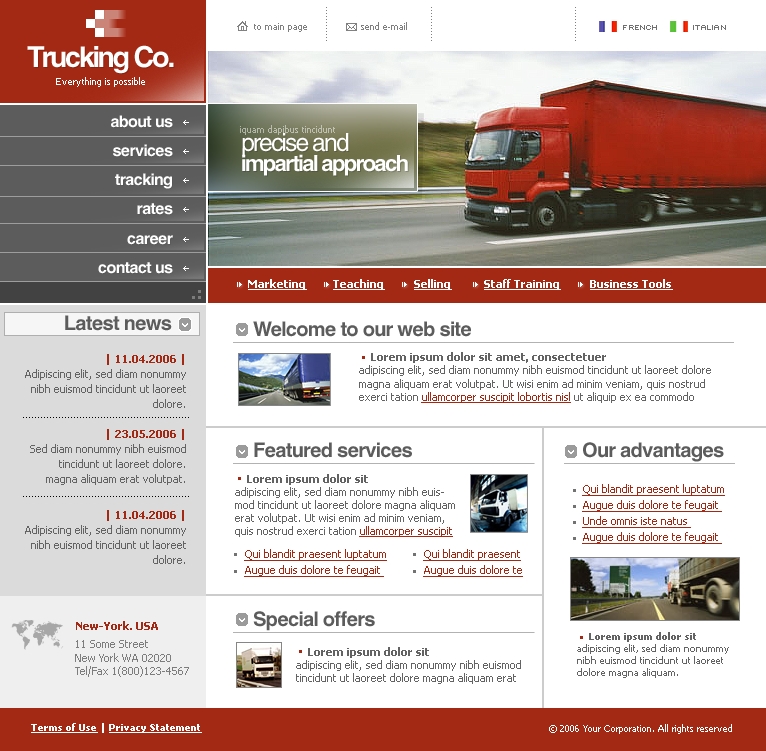 Trucking Co.
Everything is possible
to main page
send e-mail
FRENCH
ITALIAN
about us
services
tracking
rates
career
contact us
iquam dapibus tincidunt
precise and
impartial approach
Marketing
Teaching
Selling
Staff Training
Business Tools
Latest news
| 11.04.2006 |
Adipiscing elit, sed diam nonummy
nibh euismod tincidunt ut laoreet
dolore.
| 23.05.2006 |
Sed diam nonummy nibh euismod
tincidunt ut laoreet dolore.
magna aliquam erat volutpat.
| 11.04.2006 |
Adipiscing elit, sed diam nonummy
nibh euismod tincidunt ut laoreet
dolore.
New-York. USA
11 Some Street
New York WA 02020
Tel/Fax 1(800)123-4567
Welcome to our web site
Lorem ipsum dolor sit amet, consectetuer
adipiscing elit, sed diam nonummy nibh euismod tincidunt ut laoreet dolore
magna aliquam erat volutpat. Ut wisi enim ad minim veniam, quis nostrud
exerci tation ullamcorper suscipit lobortis nisl ut aliquip ex ea commodo
Featured services
Lorem ipsum dolor sit
adipiscing elit, sed diam nonummy nibh euis-
mod tincidunt ut laoreet dolore magna aliquam
erat volutpat. Ut wisi enim ad minim veniam,
quis nostrud exerci tation ullamcorper suscipit
Qui blandit praesent luptatum
Augue duis dolore te feugait
Qui blandit praesent
Augue duis dolore te
Special offers
Lorem ipsum dolor sit
adipiscing elit, sed diam nonummy nibh euismod
tincidunt ut laoreet dolore magna aliquam erat
Our advantages
Qui blandit praesent luptatum
Augue duis dolore te feugait
Unde omnis iste natus
Augue duis dolore te feugait
Lorem ipsum dolor sit
adipiscing elit, sed diam nonummy
nibh euismod tincidunt ut laoreet
dolore magna aliquam.
Terms of Use | Privacy Statement
© 2006 Your Corporation. All rights reserved